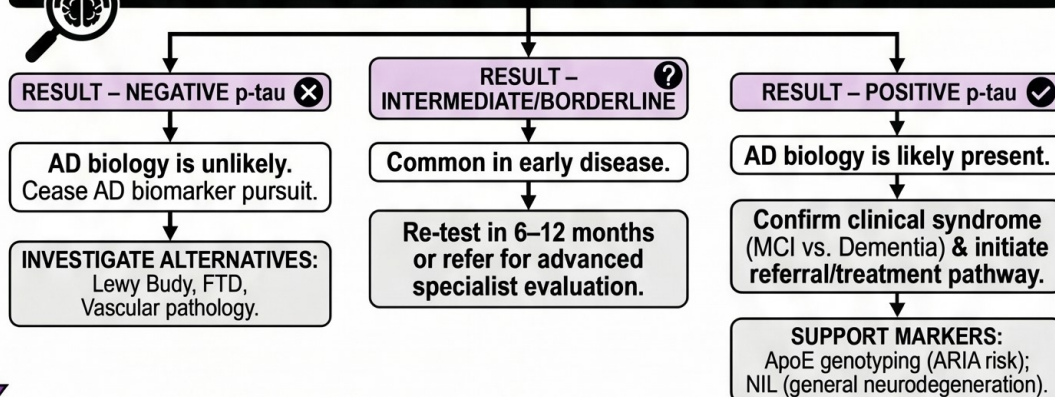 RESULT – NEGATIVE p-tau
AD biology is unlikely.
Cease AD biomarker pursuit.
INVESTIGATE ALTERNATIVES:
Lewy Budy, FTD,
Vascular pathology.
RESULT –
INTERMEDIATE/BORDERLINE
?
Common in early disease.
Re-test in 6–12 months
or refer for advanced
specialist evaluation.
RESULT – POSITIVE p-tau
AD biology is likely present.
Confirm clinical syndrome
(MCI vs. Dementia) & initiate
referral/treatment pathway.
SUPPORT MARKERS:
ApoE genotyping (ARIA risk);
NIL (general neurodegeneration).